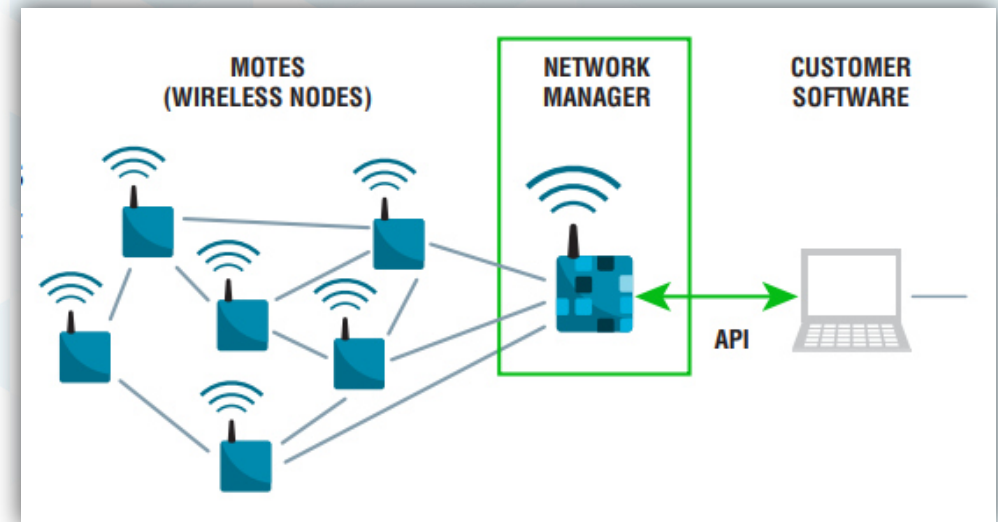 MOTES
(WIRELESS NODES)
NETWORK
MANAGER
CUSTOMER
SOFTWARE
API